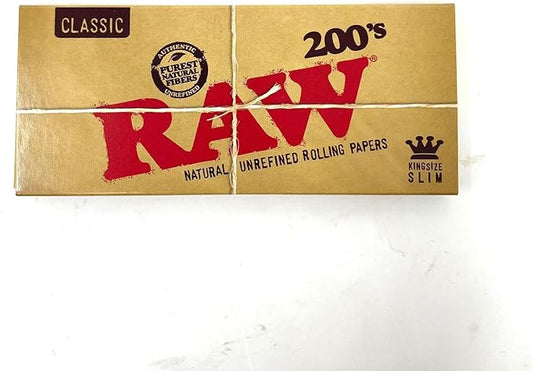 CLASSIC
200's
AUTHENTIC
PUREST
NATURAL
FIBERS
UNREFINED
RAW®
NATURAL UNREFINED ROLLING PAPERS
KINGSIZE
SLIM